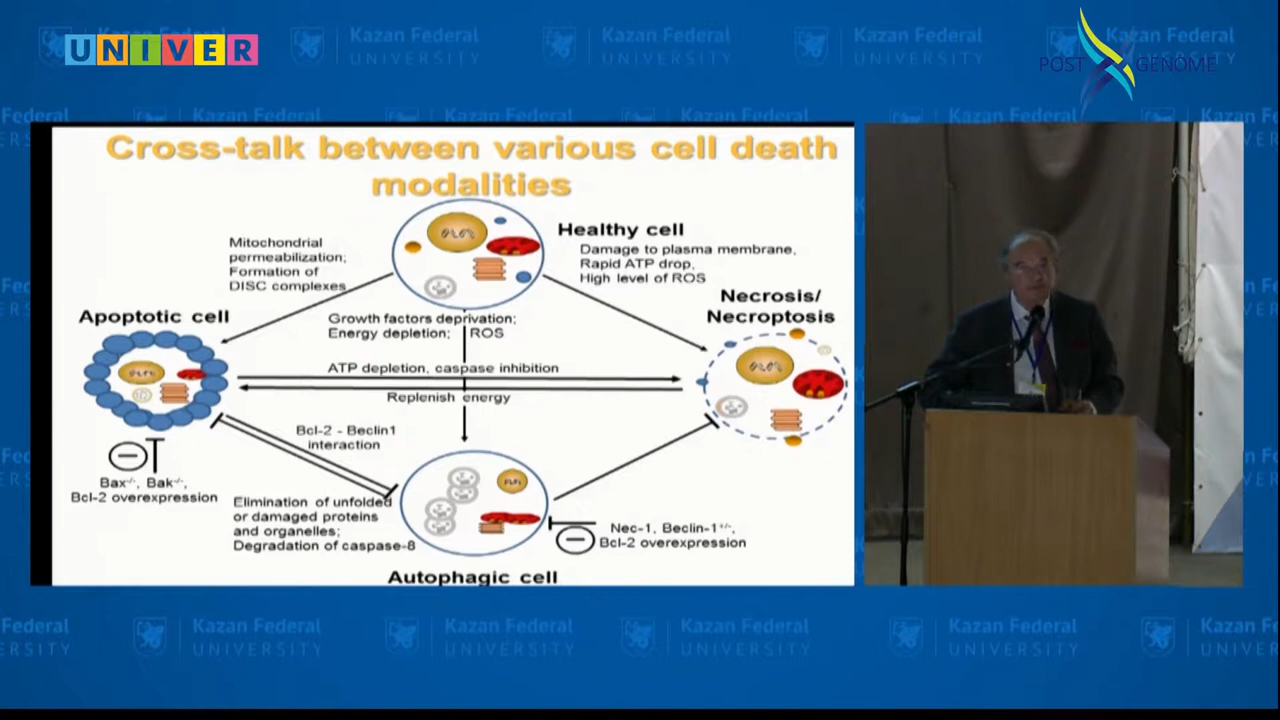 UNIVER
POST GENOME
Kazan Federal
UNIVERSITY
Cross-talk between various cell death
modalities
Healthy cell
Damage to plasma membrane,
Rapid ATP drop,
High level of ROS
Mitochondrial
permeabilization;
Formation of
DISC complexes
Necrosis/
Necroptosis
Apoptotic cell
Growth factors deprivation;
Energy depletion; ROS
ATP depletion, caspase inhibition
Replenish energy
Bcl-2 - Beclin1
interaction
Bax-/-, Bak-/-,
Bcl-2 overexpression
Elimination of unfolded
or damaged proteins
and organelles;
Degradation of caspase-8
Nec-1, Beclin-1+/-,
Bcl-2 overexpression
Autophagic cell